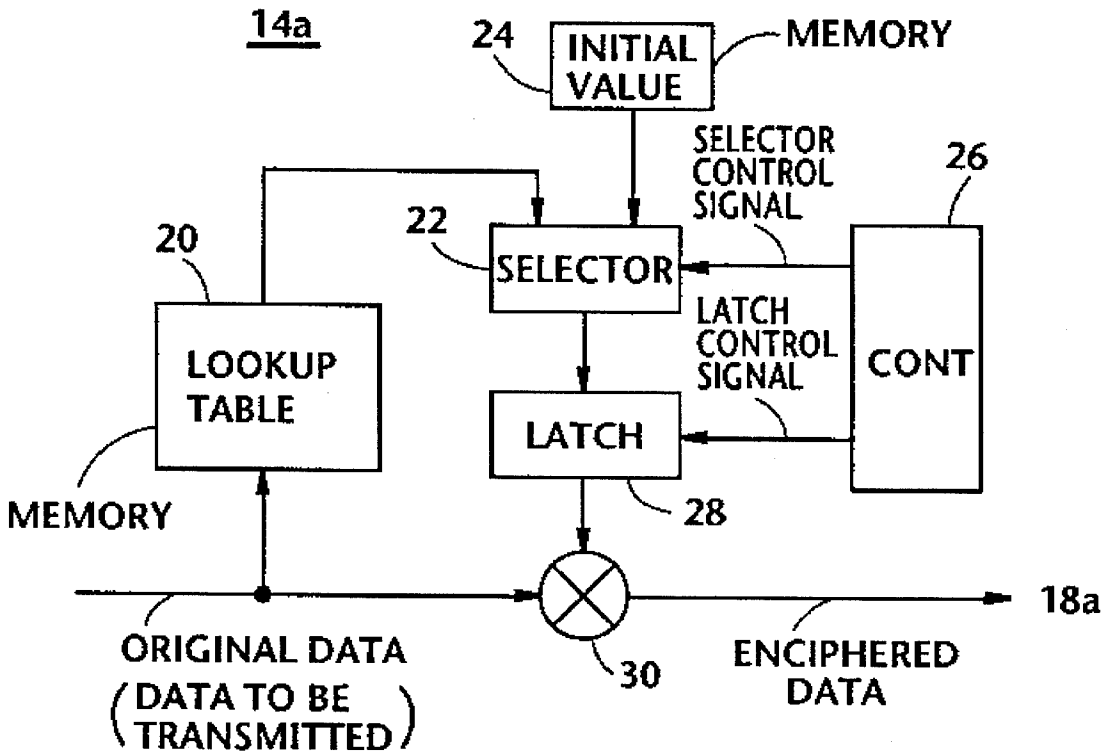 14a
24
INITIAL
VALUE
MEMORY
SELECTOR
CONTROL
SIGNAL
26
20
22
SELECTOR
LOOKUP
TABLE
LATCH
CONTROL
SIGNAL
CONT
LATCH
MEMORY
28
18a
ORIGINAL DATA
(DATA TO BE
TRANSMITTED)
30
ENCIPHERED
DATA